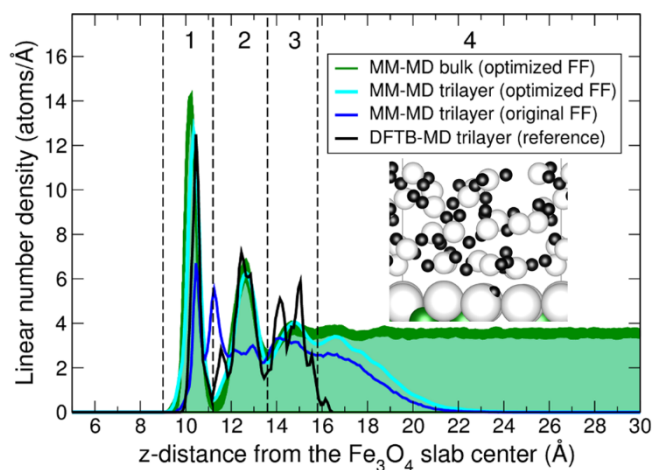 1 2 3 4
MM-MD bulk (optimized FF)
MM-MD trilayer (optimized FF)
MM-MD trilayer (original FF)
DFTB-MD trilayer (reference)
Linear number density (atoms/Å)
16
14
12
10
8
6
4
2
0
6 8 10 12 14 16 18 20 22 24 26 28 30
z-distance from the Fe₃O₄ slab center (Å)